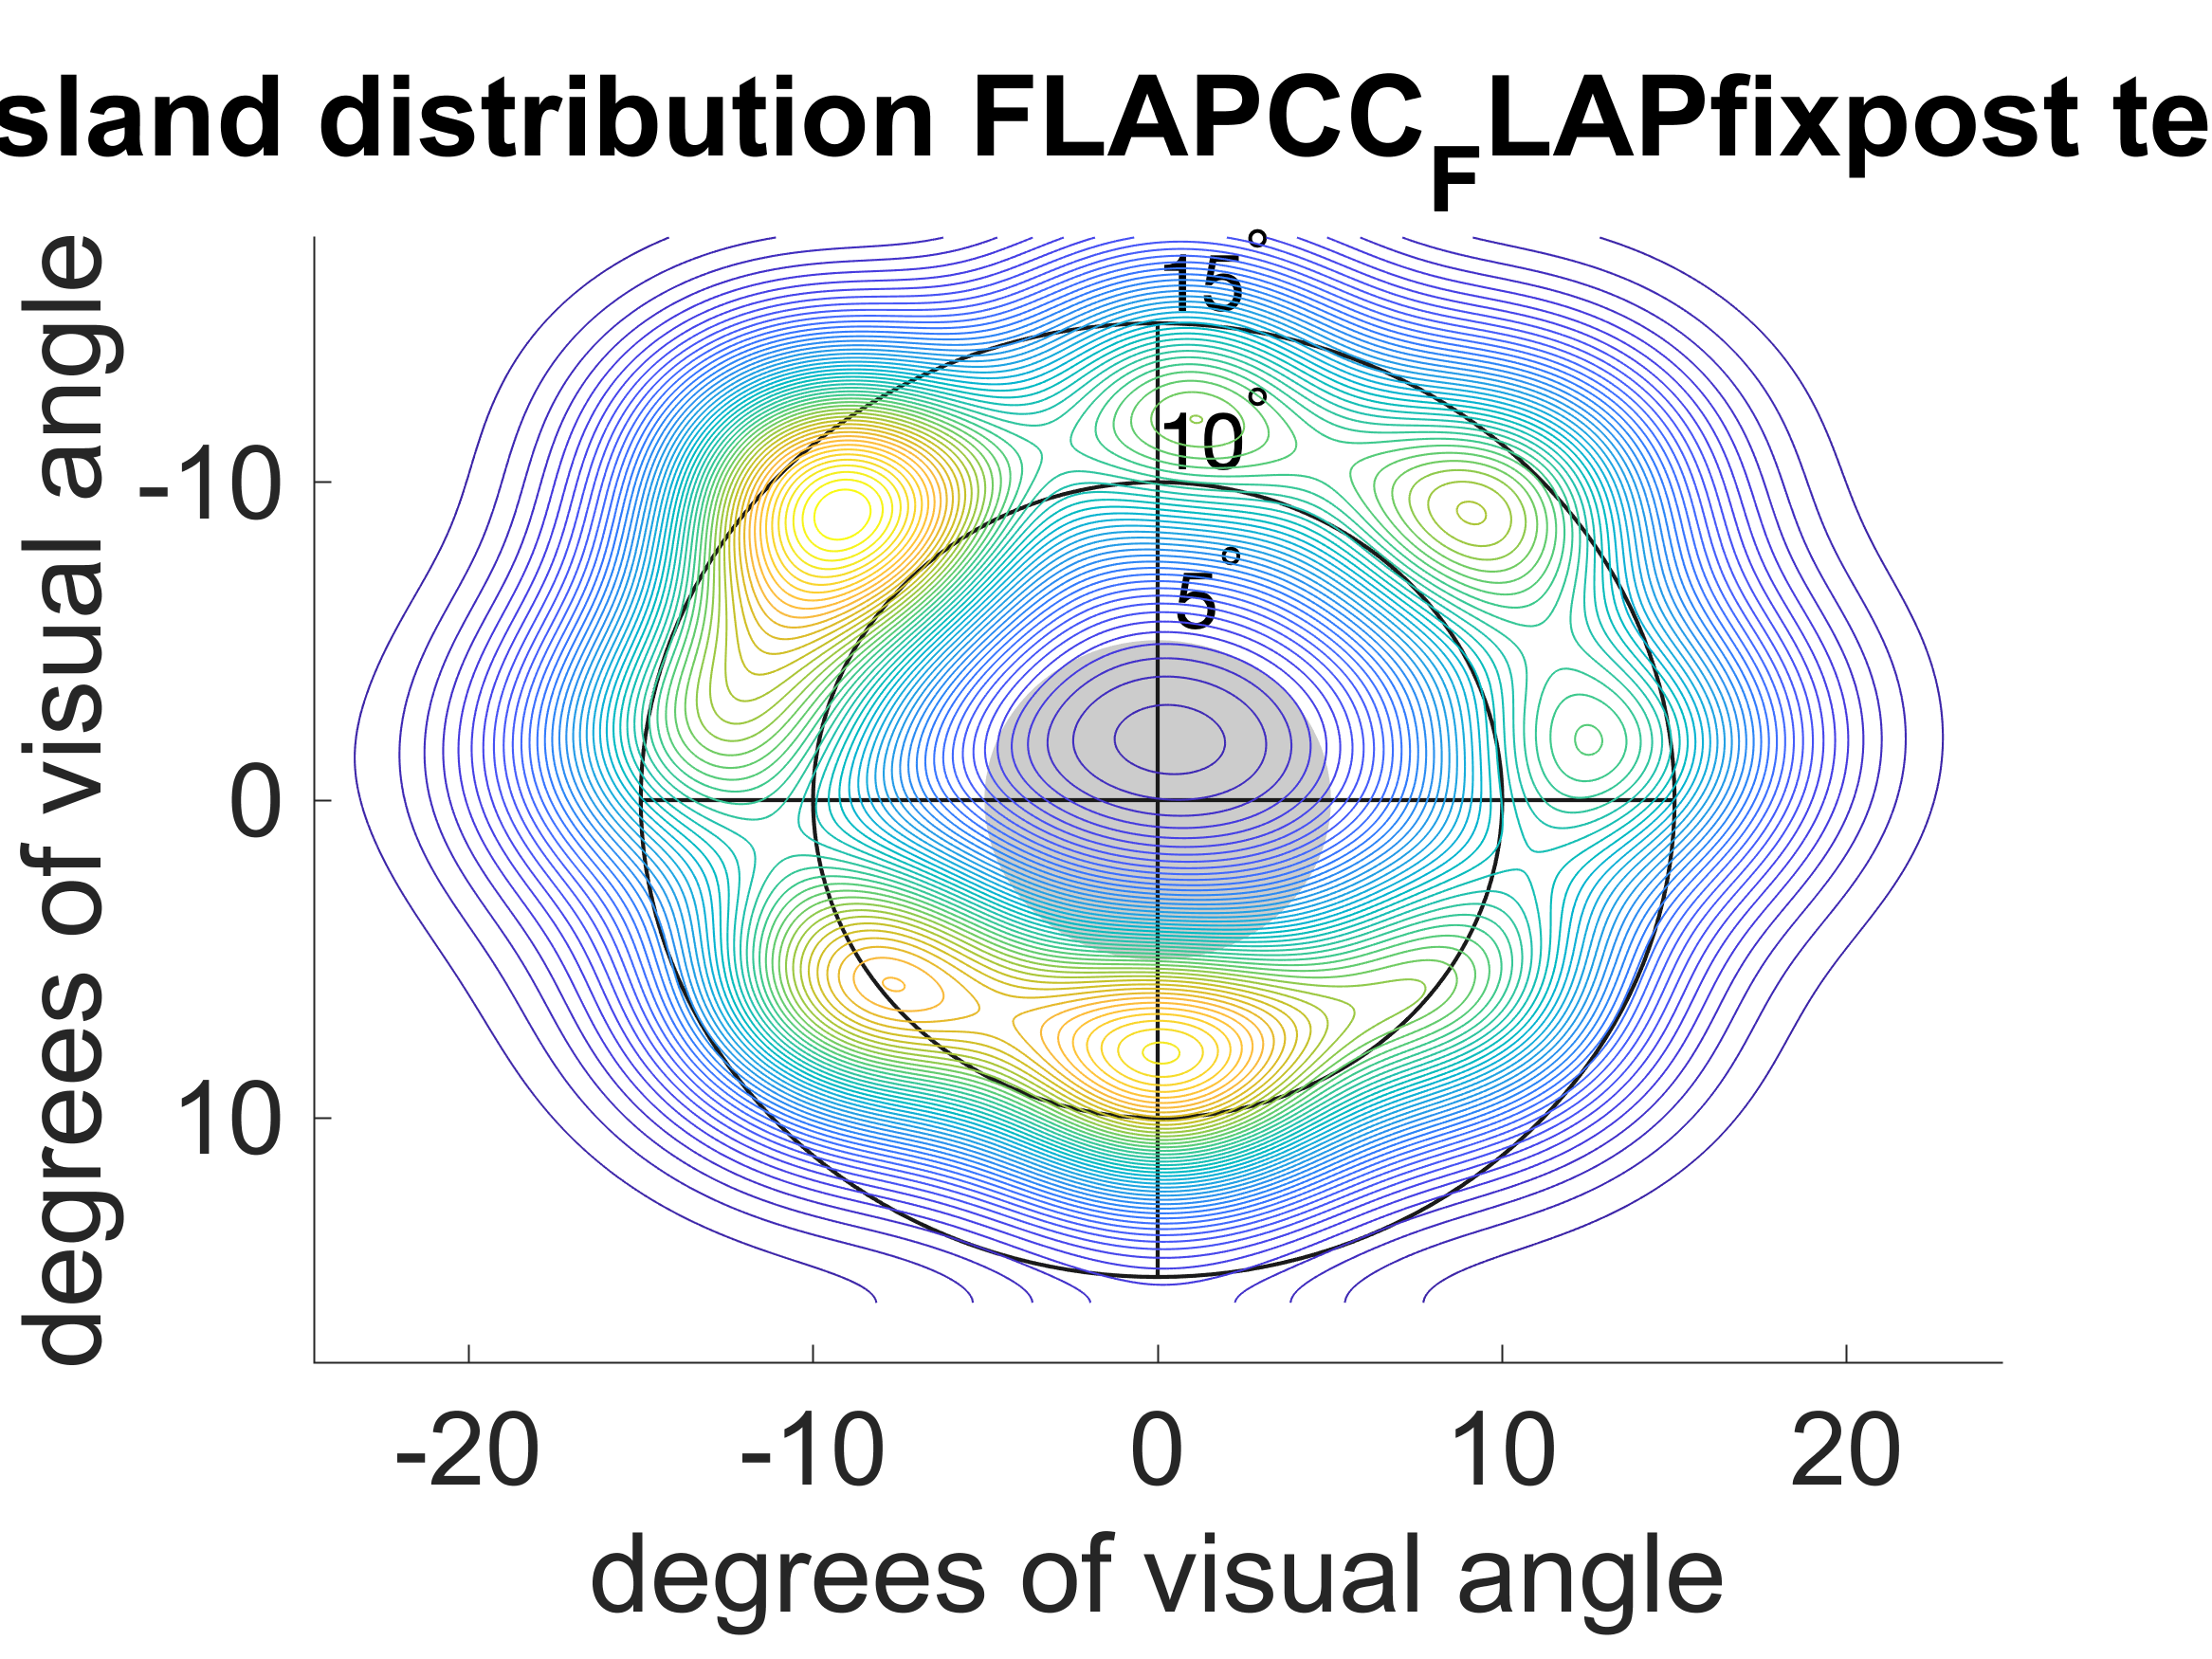 sland distribution FLAPCCFLAPfixpost te
degrees of visual angle
15°
10°
5°
-10
0
10
-20 -10 0 10 20
degrees of visual angle